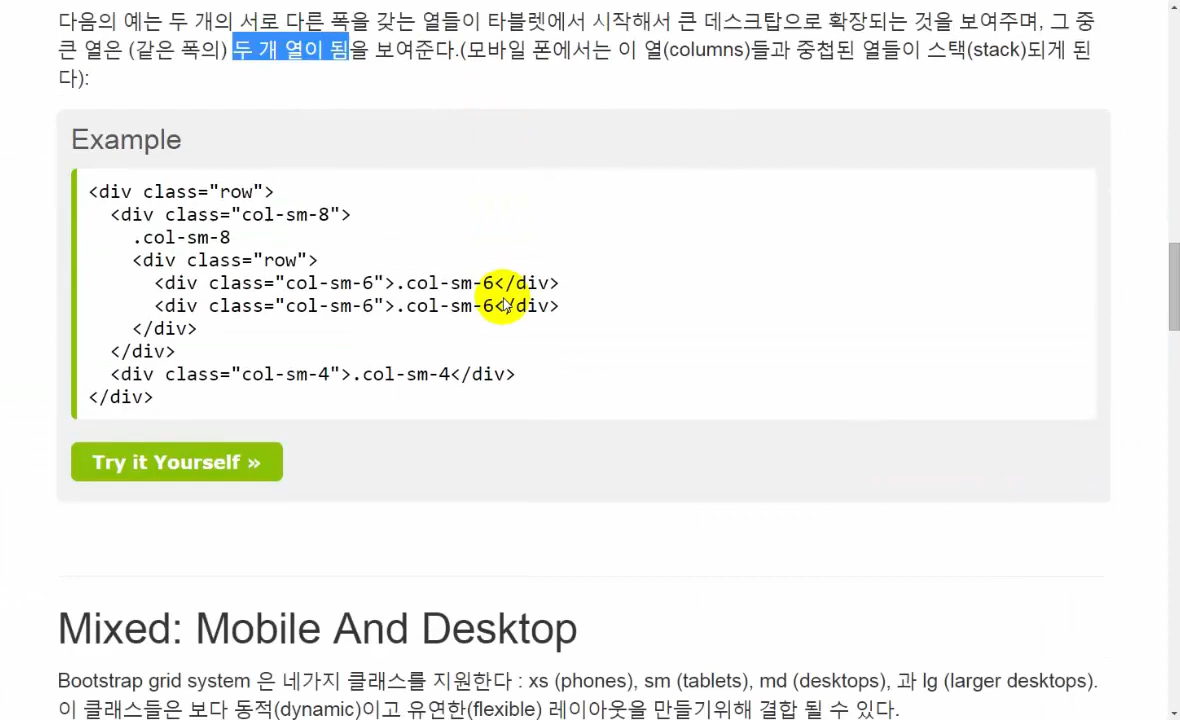 다음의 예는 두 개의 서로 다른 폭을 갖는 열들이 타블렛에서 시작해서 큰 데스크탑으로 확장되는 것을 보여주며, 그 중
큰 열은 (같은 폭의) 두 개 열이 됨을 보여준다.(모바일 폰에서는 이 열(columns)들과 중첩된 열들이 스택(stack)되게 된
다):
Example
<div class="row">
  <div class="col-sm-8">
    .col-sm-8
    <div class="row">
      <div class="col-sm-6">.col-sm-6</div>
      <div class="col-sm-6">.col-sm-6</div>
    </div>
  </div>
  <div class="col-sm-4">.col-sm-4</div>
</div>
Try it Yourself »
Mixed: Mobile And Desktop
Bootstrap grid system 은 네가지 클래스를 지원한다 : xs (phones), sm (tablets), md (desktops), 과 lg (larger desktops).
이 클래스들은 보다 동적(dynamic)이고 유연한(flexible) 레이아웃을 만들기위해 결합 될 수 있다.